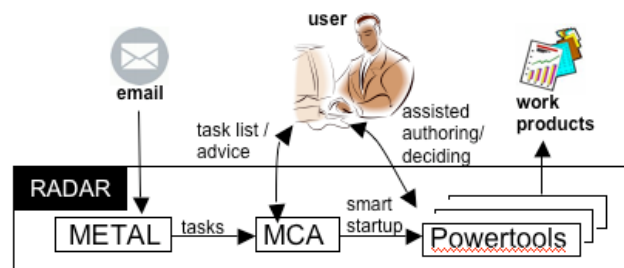 user
email
work
products
task list /
advice
assisted
authoring/
deciding
RADAR
smart
startup
METAL
tasks
MCA
Powertools